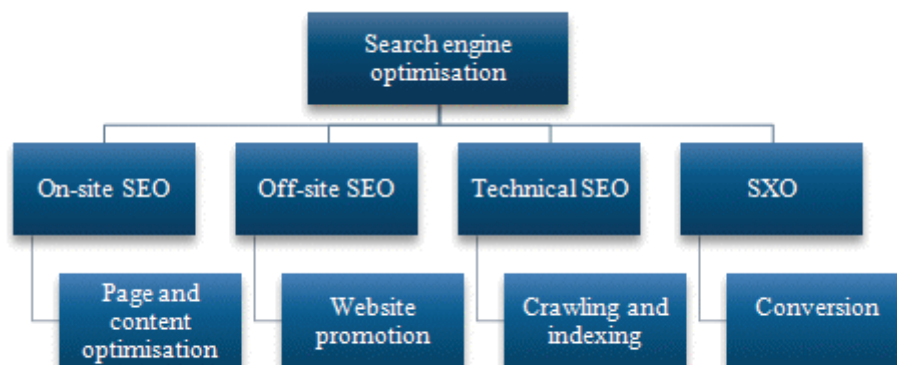 Search engine
optimisation
On-site SEO
Off-site SEO
Technical SEO
SXO
Page and
content
optimisation
Website
promotion
Crawling and
indexing
Conversion